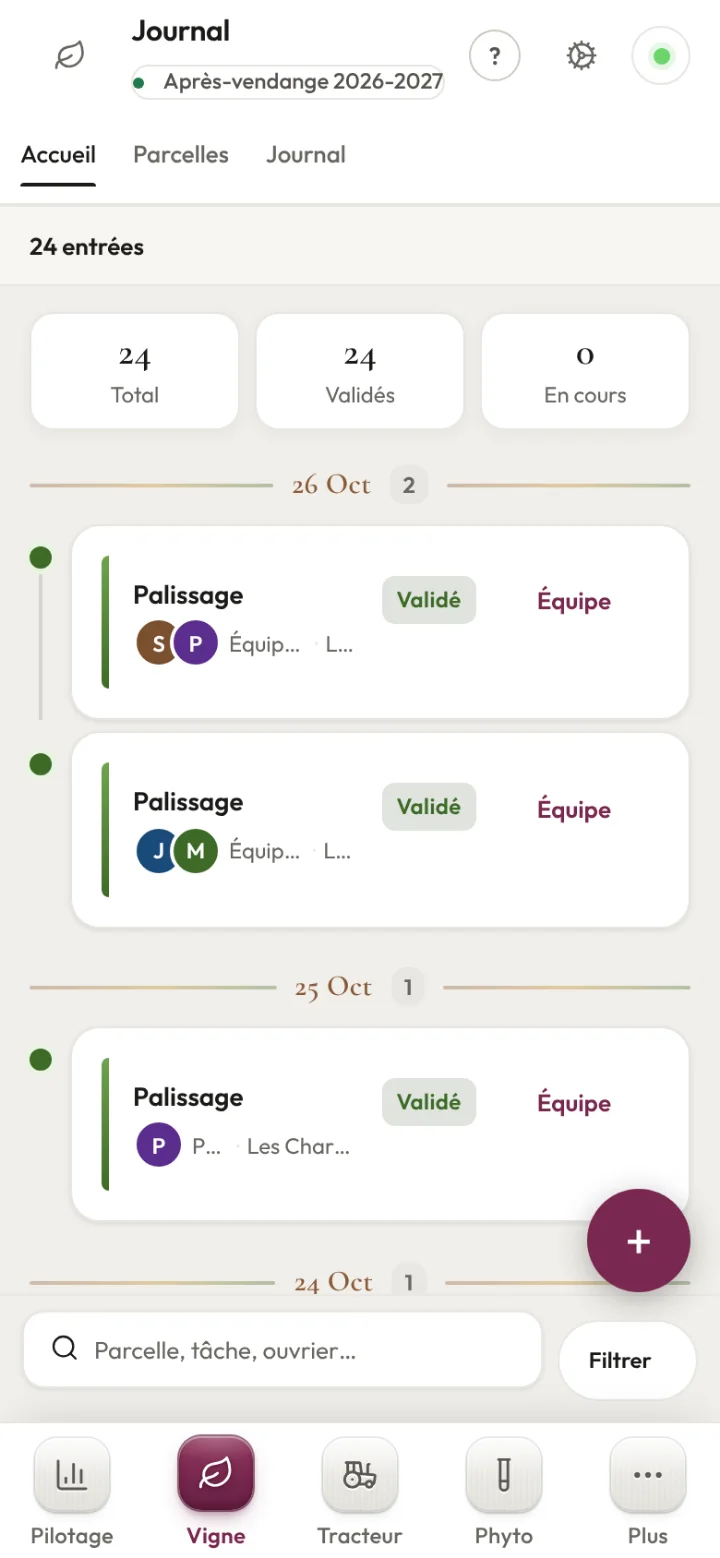 Journal
Après-vendange 2026-2027
?
Accueil Parcelles Journal
24 entrées
24 24 0
Total Validés En cours
26 Oct 2
Palissage Validé Équipe
S P Équip... · L...
Palissage Validé Équipe
J M Équip... · L...
25 Oct 1
Palissage Validé Équipe
P P... · Les Char...
+
24 Oct 1
Parcelle, tâche, ouvrier... Filtrer
Pilotage Vigne Tracteur Phyto Plus